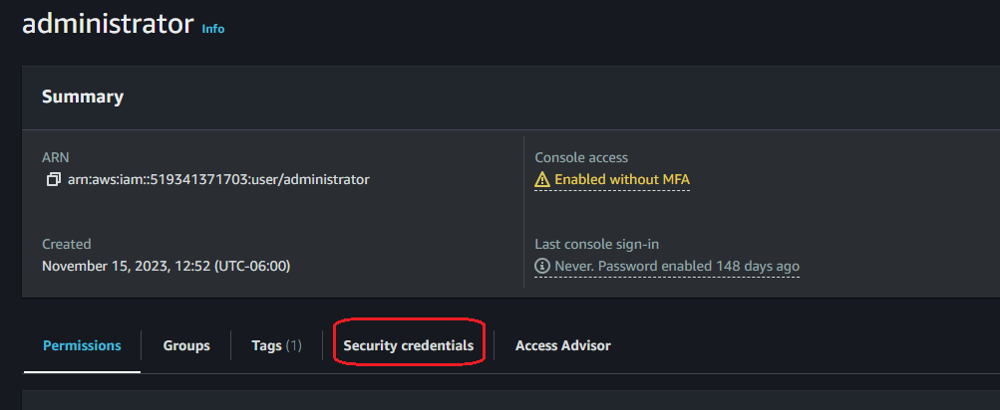 administrator Info
Summary
ARN
arn:aws:iam::519341371703:user/administrator
Console access
Enabled without MFA
Created
November 15, 2023, 12:52 (UTC-06:00)
Last console sign-in
Never. Password enabled 148 days ago
Permissions
Groups
Tags (1)
Security credentials
Access Advisor